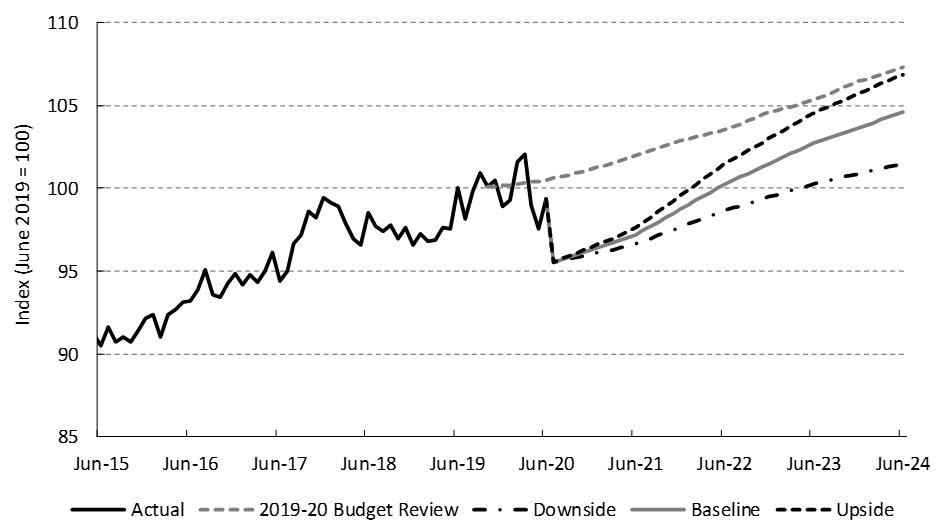 110
105
100
95
90
85
Index (June 2019 = 100)
Jun-15 Jun-16 Jun-17 Jun-18 Jun-19 Jun-20 Jun-21 Jun-22 Jun-23 Jun-24
Actual 2019-20 Budget Review Downside Baseline Upside